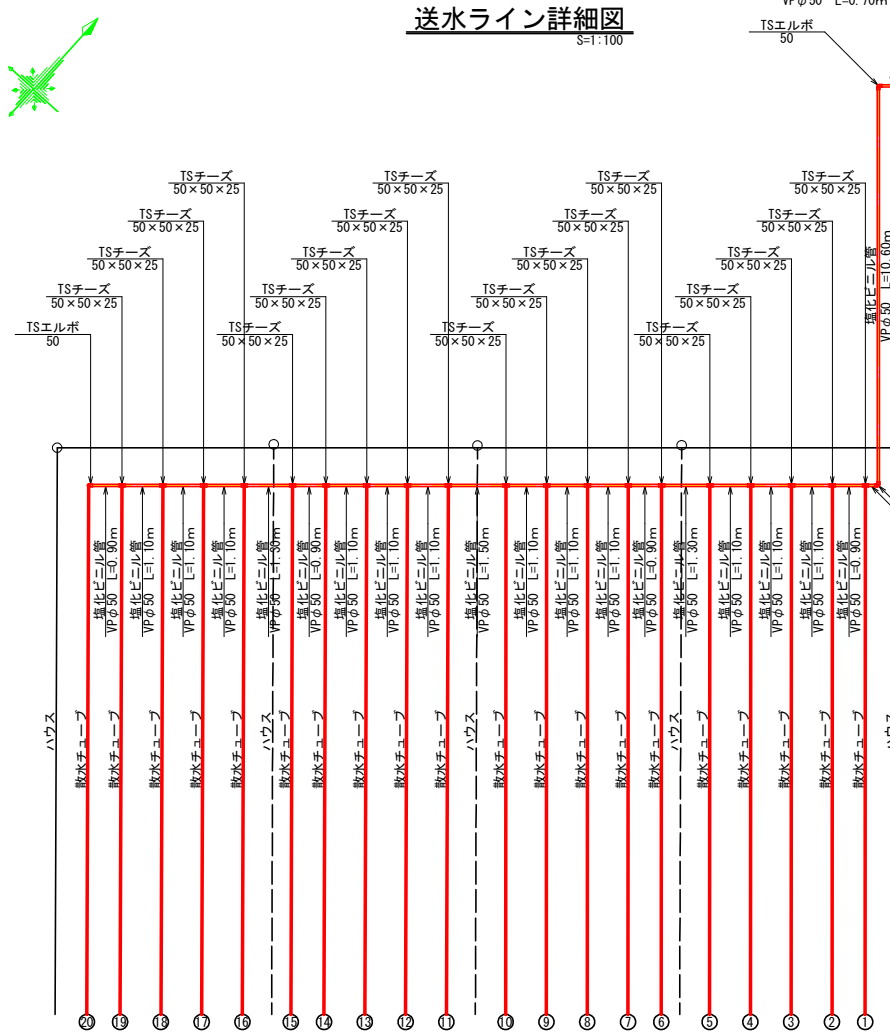 送水ライン詳細図
S=1:100
VPφ50 L=0.70m
TSエルボ
50
TSチーズ
50×50×25
TSチーズ
50×50×25
TSチーズ
50×50×25
TSチーズ
50×50×25
TSチーズ
50×50×25
TSチーズ
50×50×25
TSチーズ
50×50×25
TSチーズ
50×50×25
TSチーズ
50×50×25
TSチーズ
50×50×25
TSチーズ
50×50×25
TSチーズ
50×50×25
TSチーズ
50×50×25
TSチーズ
50×50×25
TSチーズ
50×50×25
TSチーズ
50×50×25
TSエルボ
50
TSチーズ
50×50×25
TSチーズ
50×50×25
TSチーズ
50×50×25
塩化ビニル管
VPφ50 L=10.60m
塩化ビニル管
VPφ50 L=0.90m
塩化ビニル管
VPφ50 L=1.10m
塩化ビニル管
VPφ50 L=1.10m
塩化ビニル管
VPφ50 L=1.10m
塩化ビニル管
VPφ50 L=1.30m
塩化ビニル管
VPφ50 L=0.90m
塩化ビニル管
VPφ50 L=1.10m
塩化ビニル管
VPφ50 L=1.10m
塩化ビニル管
VPφ50 L=1.10m
塩化ビニル管
VPφ50 L=1.50m
塩化ビニル管
VPφ50 L=1.10m
塩化ビニル管
VPφ50 L=1.10m
塩化ビニル管
VPφ50 L=1.10m
塩化ビニル管
VPφ50 L=0.90m
塩化ビニル管
VPφ50 L=1.30m
塩化ビニル管
VPφ50 L=1.10m
塩化ビニル管
VPφ50 L=1.10m
塩化ビニル管
VPφ50 L=1.10m
塩化ビニル管
VPφ50 L=0.90m
ハウス
散水チューブ
散水チューブ
散水チューブ
散水チューブ
散水チューブ
ハウス
散水チューブ
散水チューブ
散水チューブ
散水チューブ
散水チューブ
散水チューブ
散水チューブ
散水チューブ
散水チューブ
散水チューブ
ハウス
散水チューブ
散水チューブ
散水チューブ
散水チューブ
散水チューブ
ハウス
⑳ ⑲ ⑱ ⑰ ⑯ ⑮ ⑭ ⑬ ⑫ ⑪ ⑩ ⑨ ⑧ ⑦ ⑥ ⑤ ④ ③ ② ①